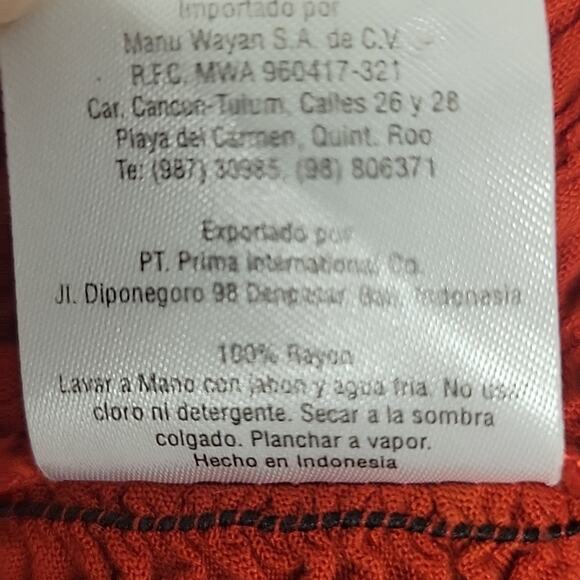 Importado por
Manu Wayan S.A. de C.V.
R.F.C. MWA 960417-321
Car. Cancun-Tulum, Calles 26 y 28
Playa del Carmen, Quint. Roo
Te: (987) 30985, (98) 806371
Exportado por
PT. Prima International Co.
Jl. Diponegoro 98 Denpasar, Bali, Indonesia
100% Rayon
Lavar a Mano con jabon y agua fria. No usar
cloro ni detergente. Secar a la sombra
colgado. Planchar a vapor.
Hecho en Indonesia